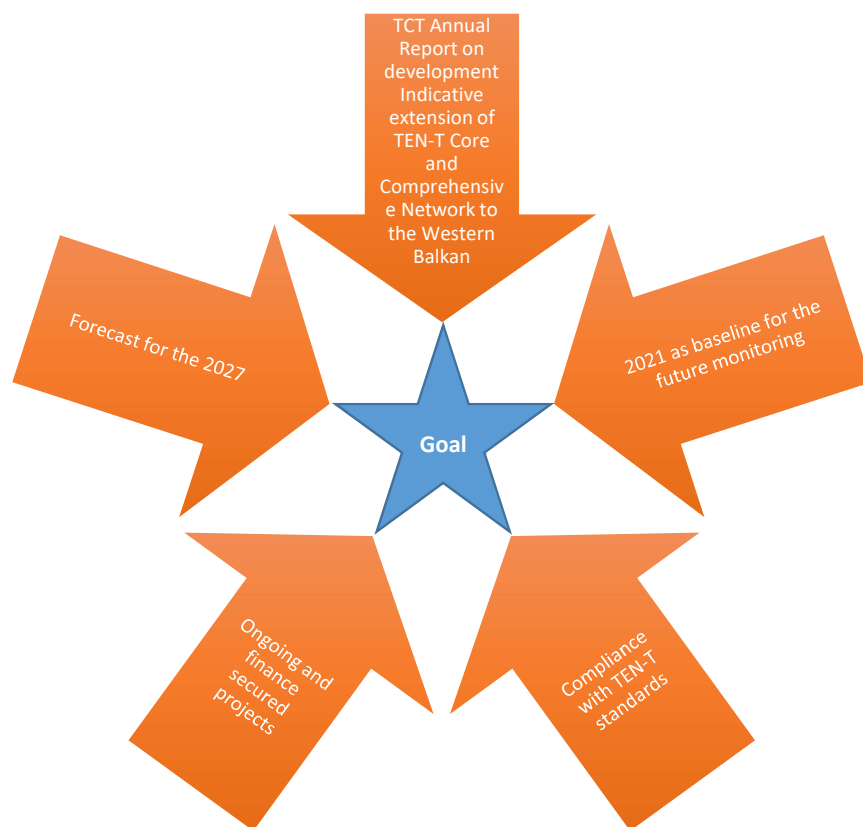 TCT Annual
Report on
development
Indicative
extension of
TEN-T Core
and
Comprehensiv
e Network to
the Western
Balkan
Forecast for the 2027
2021 as baseline for the
future monitoring
Goal
Ongoing and
finance
secured
projects
Compliance
with TEN-T
standards